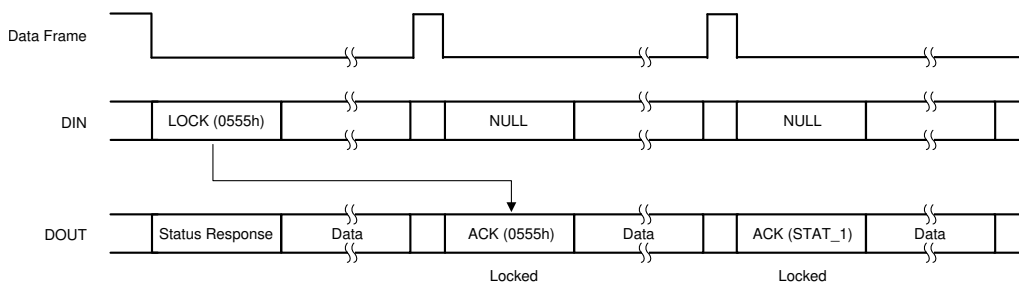 Data Frame
DIN LOCK (0555h) NULL NULL
DOUT Status Response Data ACK (0555h) Data ACK (STAT_1) Data
Locked Locked